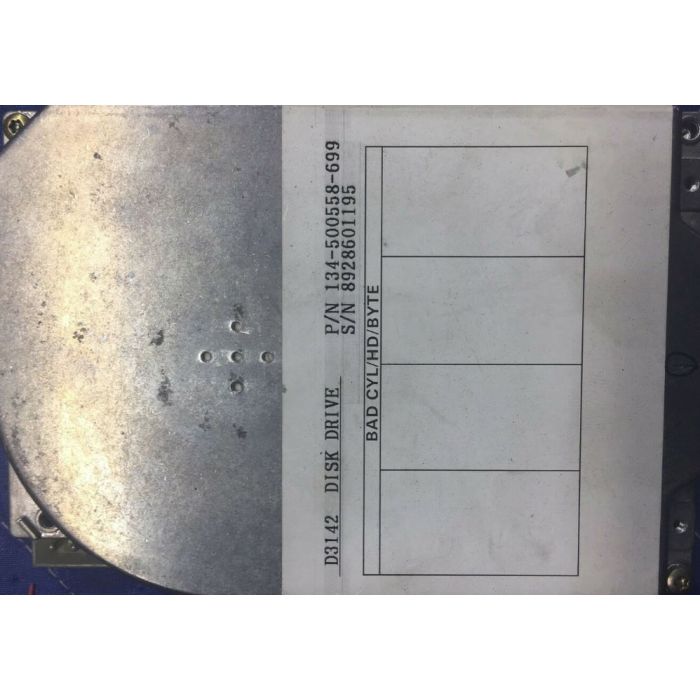 D3142 DISK DRIVE P/N 134-500558-699
S/N 8928601195
BAD CYL/HD/BYTE